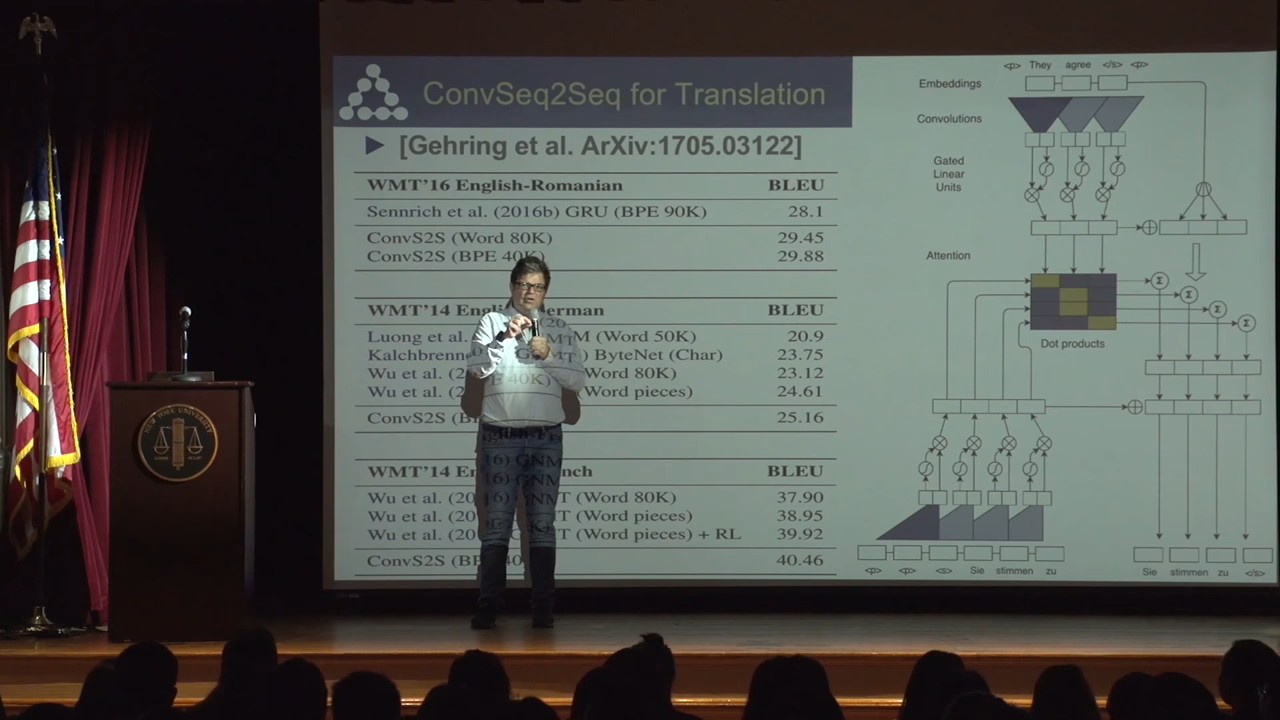 ConvSeq2Seq for Translation
[Gehring et al. ArXiv:1705.03122]
WMT'16 English-Romanian BLEU
Sennrich et al. (2016b) GRU (BPE 90K) 28.1
ConvS2S (Word 80K) 29.45
ConvS2S (BPE 40K) 29.88
WMT'14 BLEU
Luong et al. (Word 50K) 20.9
ByteNet (Char) 23.75
Wu et al. Word 80K) 23.12
Wu et al. Word pieces) 24.61
ConvS2S 25.16
WMT'14 BLEU
Wu et al. (Word 80K) 37.90
Wu et al. (Word pieces) 38.95
Wu et al. (Word pieces) + RL 39.92
ConvS2S 40.46
<p> They agree </s> <p>
Embeddings
Convolutions
Gated
Linear
Units
Attention
Σ
Σ
Σ
Σ
Dot products
<p> <p> <s> Sie stimmen zu
Sie stimmen zu </s>
NEW YORK UNIVERSITY